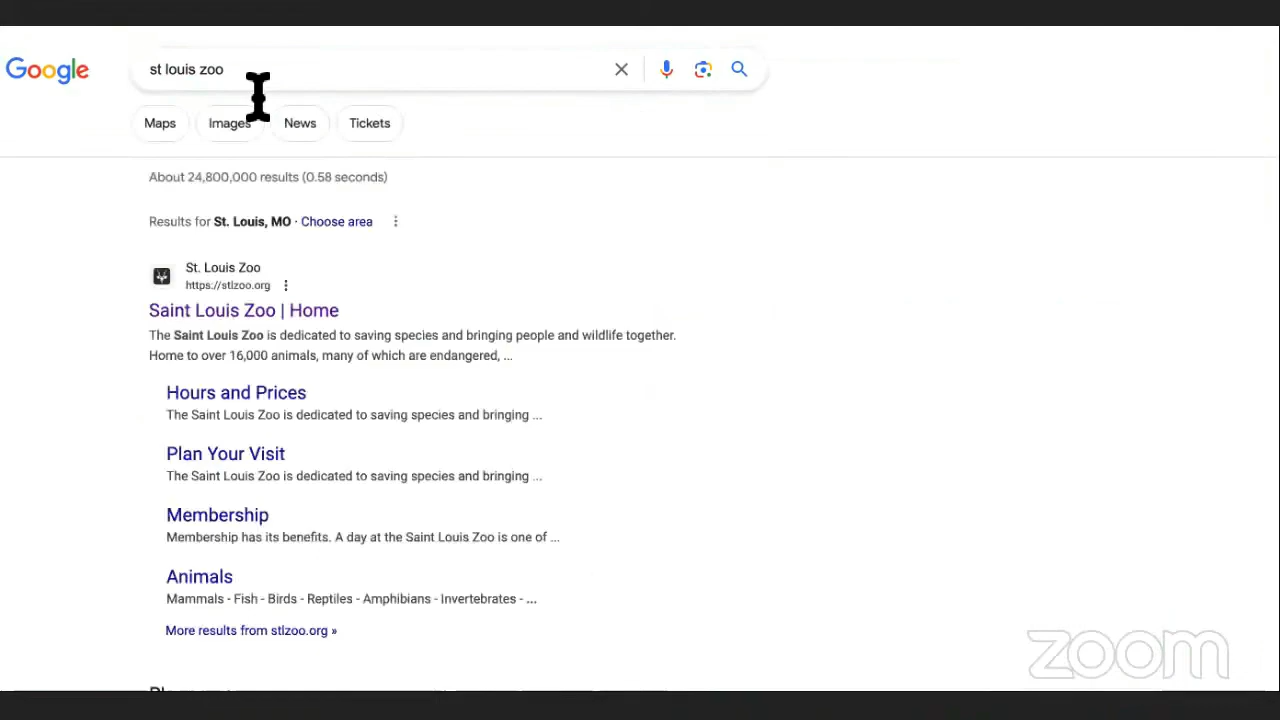 Google
st louis zoo
Maps
Images
News
Tickets
About 24,800,000 results (0.58 seconds)
Results for St. Louis, MO · Choose area
St. Louis Zoo
https://stlzoo.org
Saint Louis Zoo | Home
The Saint Louis Zoo is dedicated to saving species and bringing people and wildlife together.
Home to over 16,000 animals, many of which are endangered, ...
Hours and Prices
The Saint Louis Zoo is dedicated to saving species and bringing ...
Plan Your Visit
The Saint Louis Zoo is dedicated to saving species and bringing ...
Membership
Membership has its benefits. A day at the Saint Louis Zoo is one of ...
Animals
Mammals - Fish - Birds - Reptiles - Amphibians - Invertebrates - ...
More results from stlzoo.org »
zoom